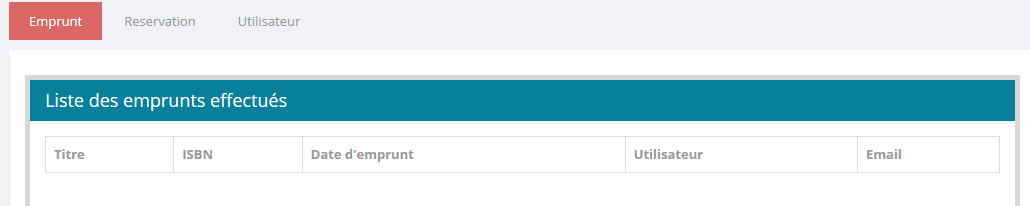 Emprunt Reservation Utilisateur
Liste des emprunts effectués
Titre ISBN Date d'emprunt Utilisateur Email